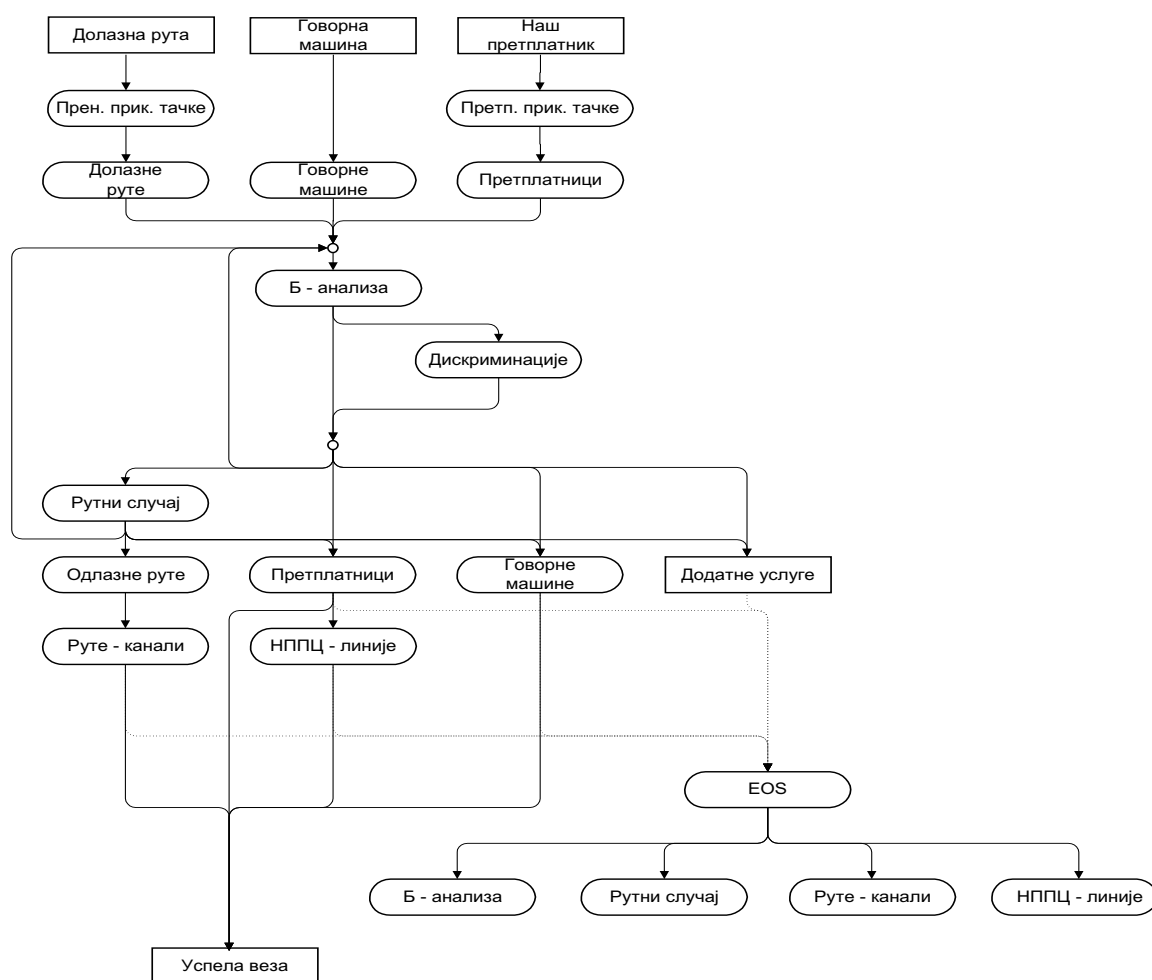 Долазна рута
Говорна
машина
Наш
претплатник
Прен. прик. тачке
Претп. прик. тачке
Долазне
руте
Говорне
машине
Претплатници
Б - анализа
Дискриминације
Рутни случај
Одлазне руте
Претплатници
Говорне
машине
Додатне услуге
Руте - канали
НППЦ - линије
EOS
Б - анализа
Рутни случај
Руте - канали
НППЦ - линије
Успела веза